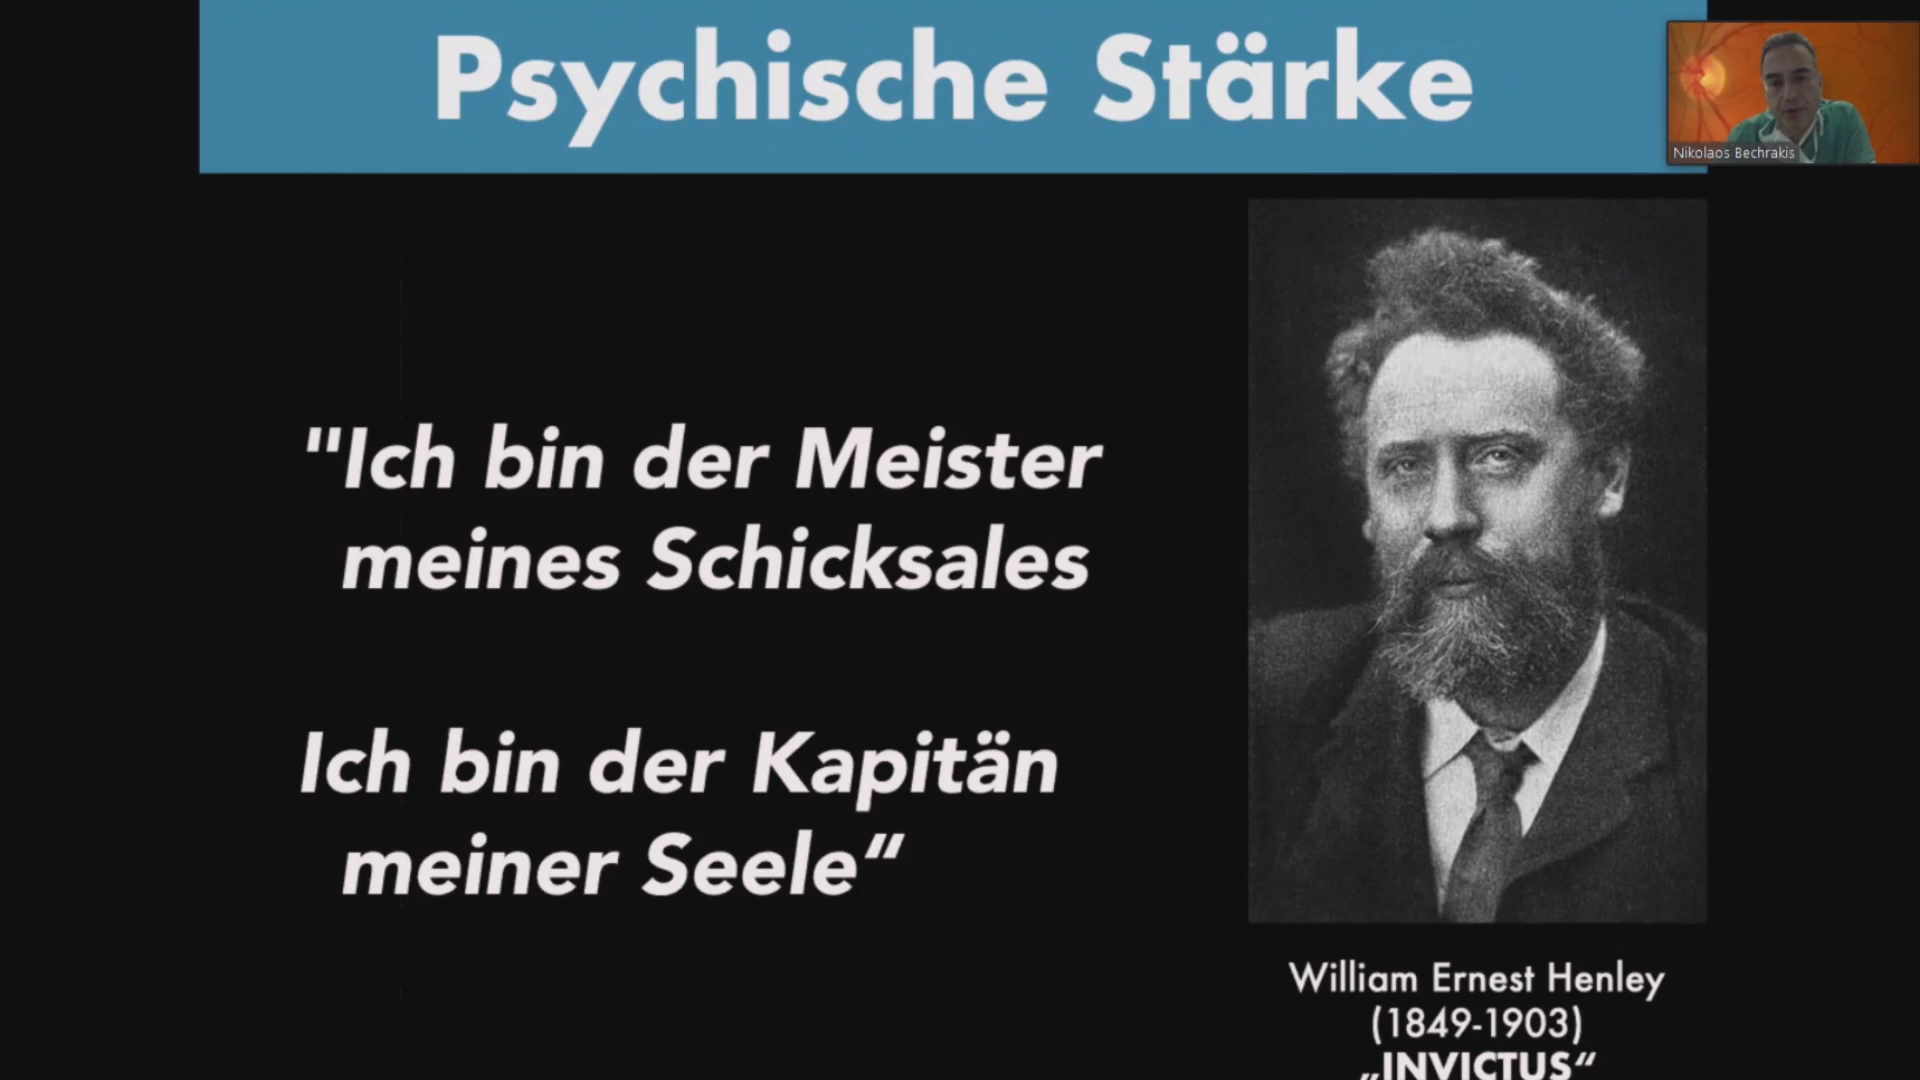 Psychische Stärke
Nikolaos Bechrakis
"Ich bin der Meister
meines Schicksales
Ich bin der Kapitän
meiner Seele“
William Ernest Henley
(1849-1903)
„INVICTUS“